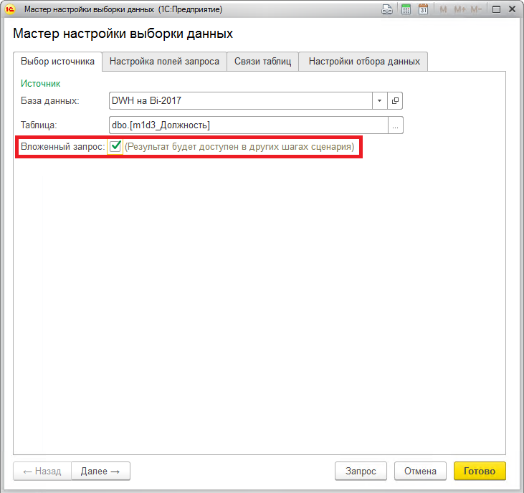 Мастер настройки выборки данных (1С:Предприятие)
M M+ M-
Мастер настройки выборки данных
Выбор источника Настройка полей запроса Связи таблиц Настройки отбора данных
Источник
База данных: DWH на Bi-2017
Таблица: dbo.[m1d3_Должность] ...
Вложенный запрос: (Результат будет доступен в других шагах сценария)
← Назад Далее → Запрос Отмена Готово